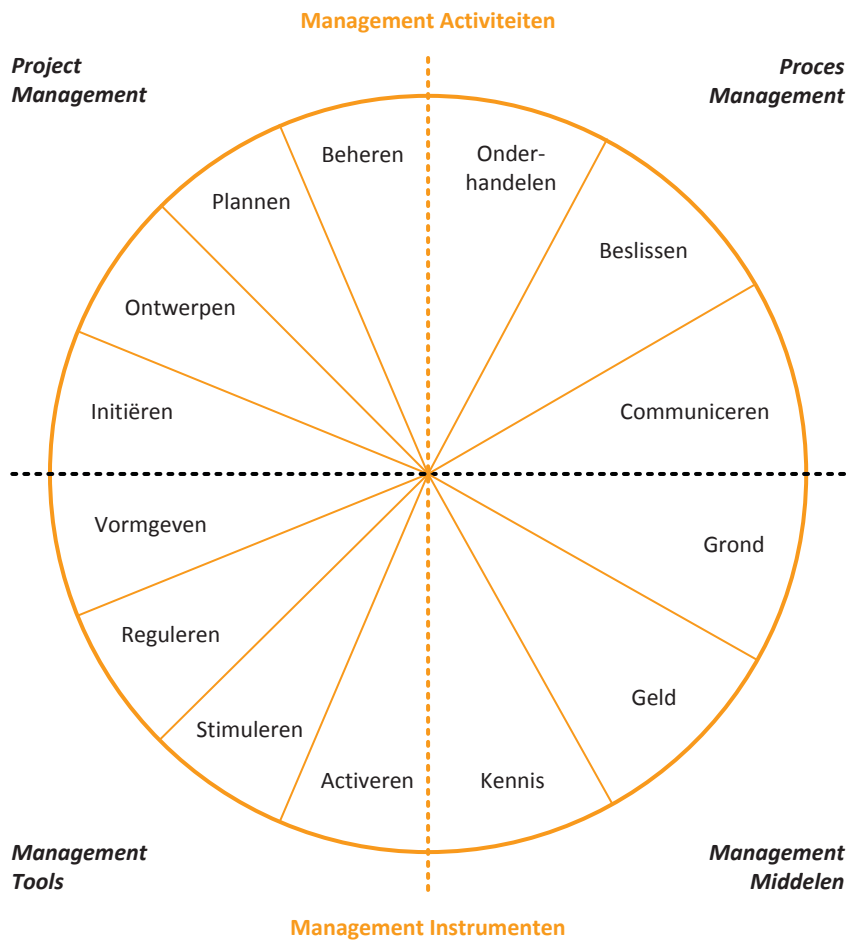 Management Activiteiten
Project
Management
Proces
Management
Beheren
Onder-
handelen
Plannen
Beslissen
Ontwerpen
Initiëren
Communiceren
Vormgeven
Grond
Reguleren
Geld
Stimuleren
Activeren
Kennis
Management
Tools
Management
Middelen
Management Instrumenten